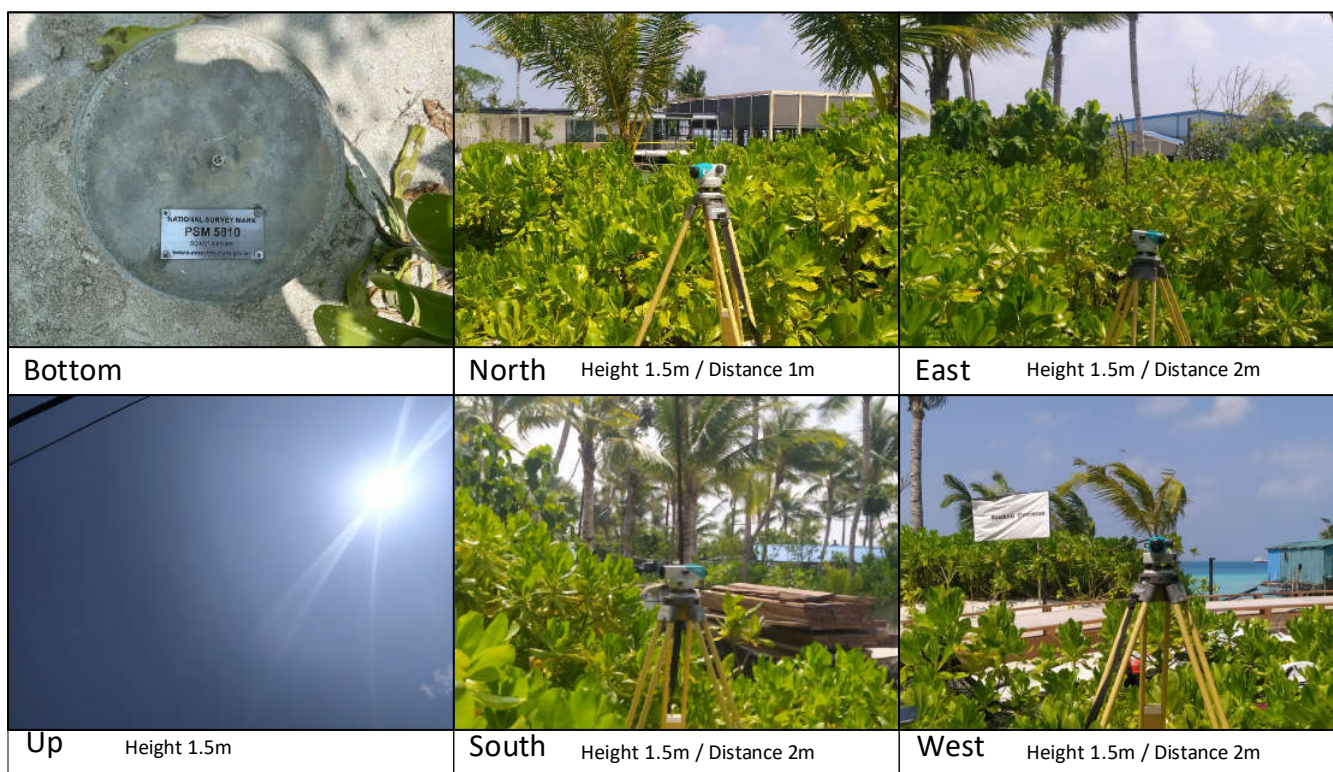 NATIONAL SURVEY MARK
PSM 5810
Bottom
North Height 1.5m / Distance 1m
East Height 1.5m / Distance 2m
Up Height 1.5m
South Height 1.5m / Distance 2m
West Height 1.5m / Distance 2m